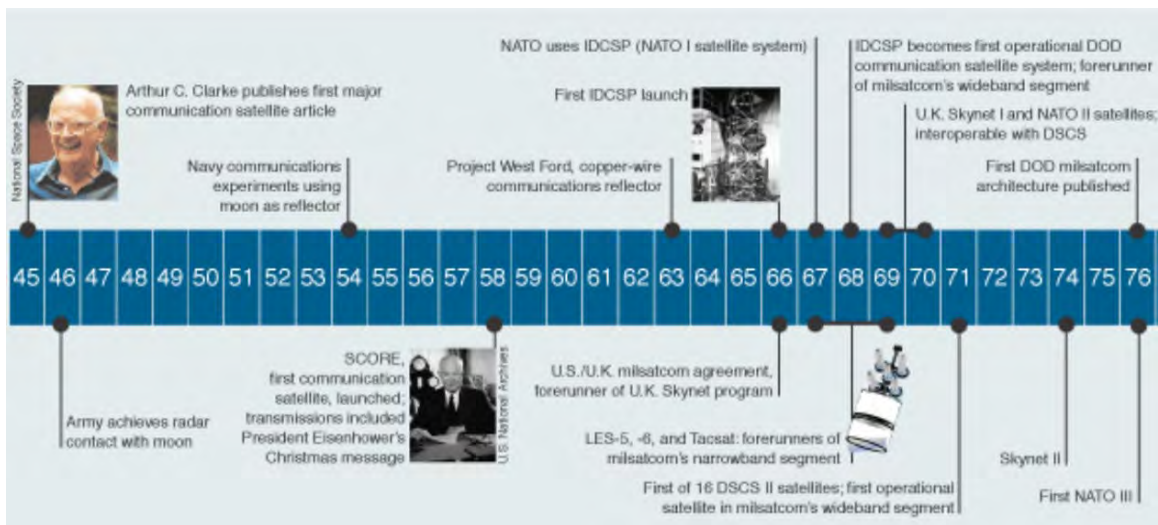 NATO uses IDCSP (NATO I satellite system)
IDCSP becomes first operational DOD
communication satellite system; forerunner
of milsatcom's wideband segment
National Space Society
Arthur C. Clarke publishes first major
communication satellite article
First IDCSP launch
U.K. Skynet I and NATO II satellites;
interoperable with DSCS
Navy communications
experiments using
moon as reflector
Project West Ford, copper-wire
communications reflector
First DOD milsatcom
architecture published
45 46 47 48 49 50 51 52 53 54 55 56 57 58 59 60 61 62 63 64 65 66 67 68 69 70 71 72 73 74 75 76
Army achieves radar
contact with moon
SCORE,
first communication
satellite, launched;
transmissions included
President Eisenhower's
Christmas message
U.S. National Archives
U.S./U.K. milsatcom agreement,
forerunner of U.K. Skynet program
LES-5, -6, and Tacsat: forerunners of
milsatcom's narrowband segment
First of 16 DSCS II satellites; first operational
satellite in milsatcom's wideband segment
Skynet II
First NATO III